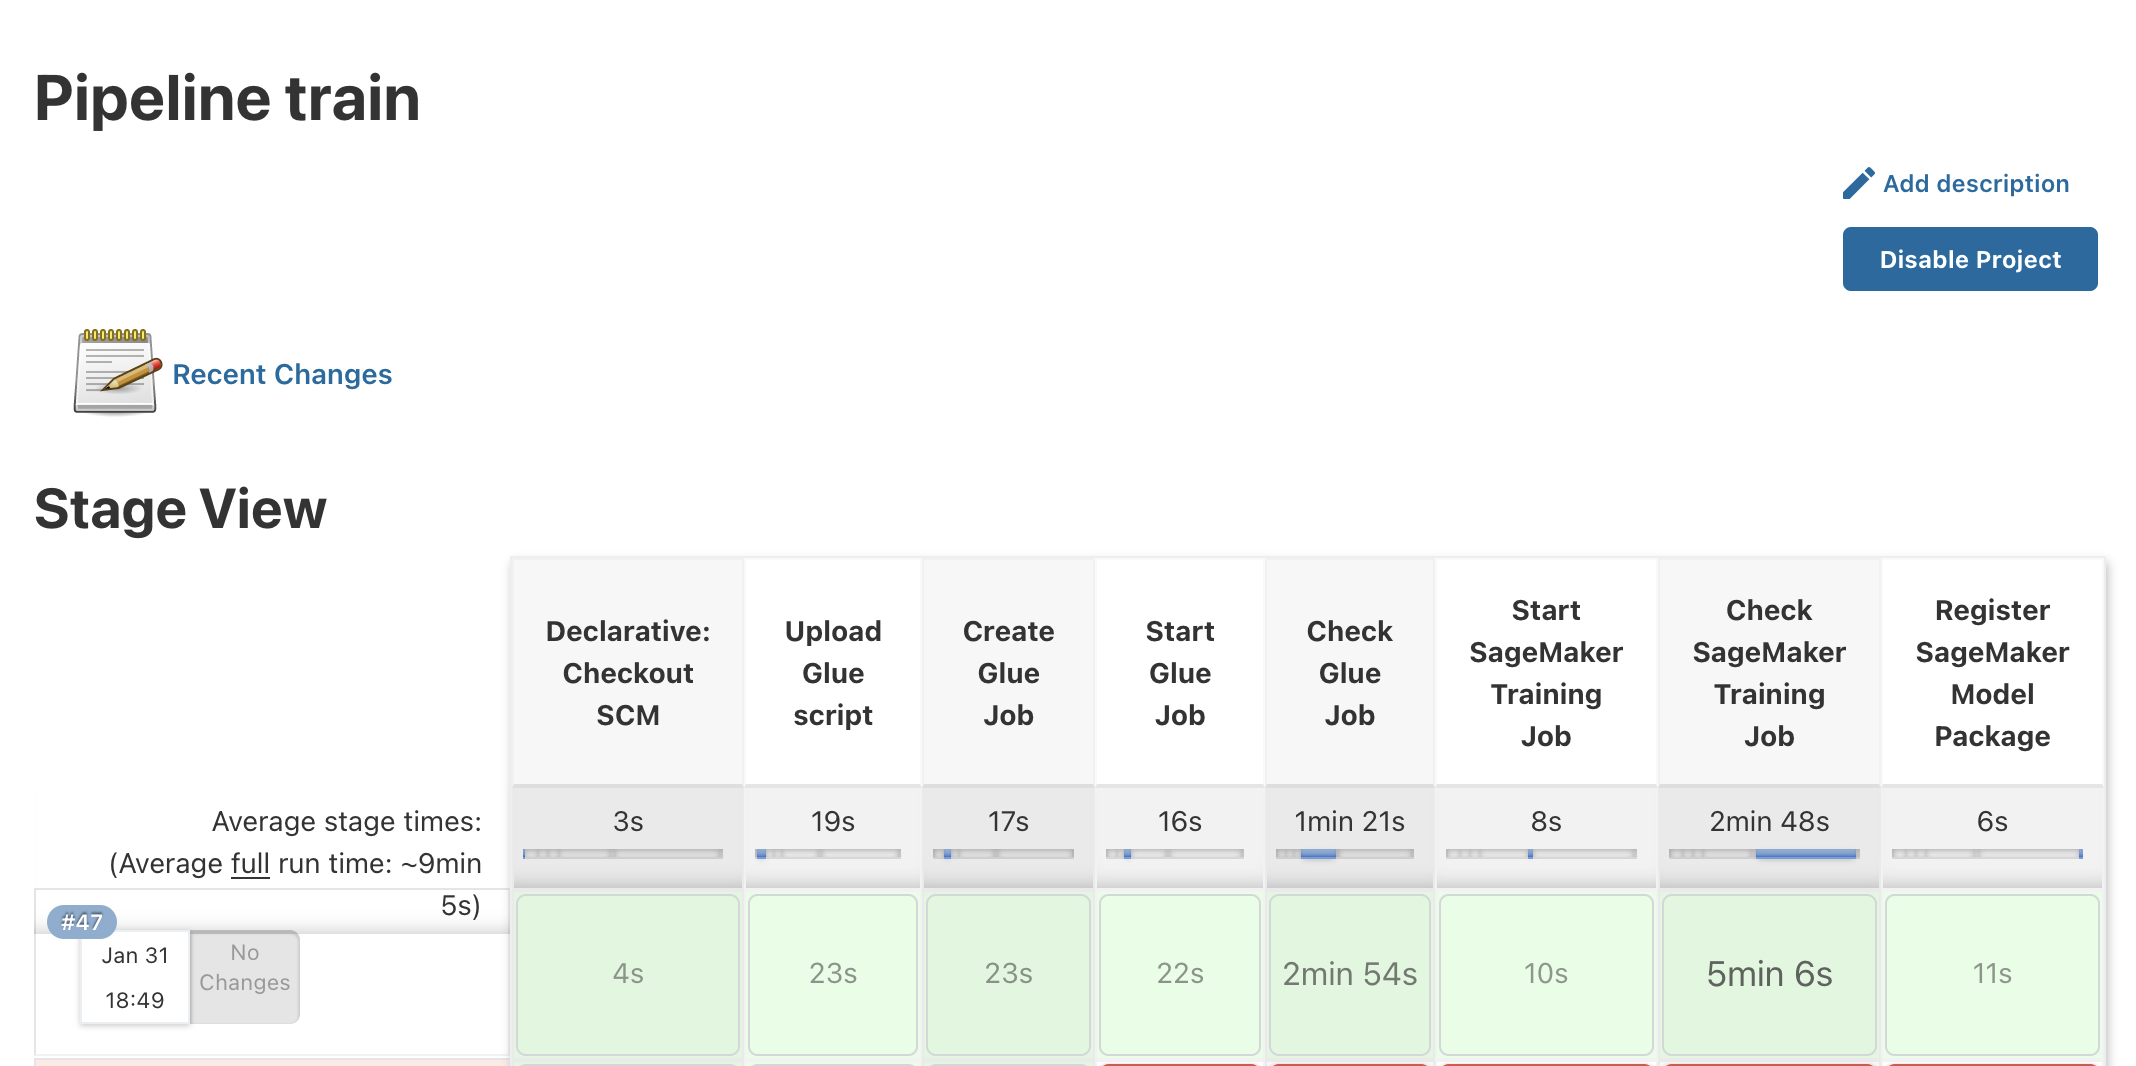 Pipeline train
Add description
Disable Project
Recent Changes
Stage View
Declarative:
Checkout
SCM
Upload
Glue
script
Create
Glue
Job
Start
Glue
Job
Check
Glue
Job
Start
SageMaker
Training
Job
Check
SageMaker
Training
Job
Register
SageMaker
Model
Package
Average stage times:
(Average full run time: ~9min
5s)
3s
19s
17s
16s
1min 21s
8s
2min 48s
6s
#47
Jan 31
18:49
No
Changes
4s
23s
23s
22s
2min 54s
10s
5min 6s
11s